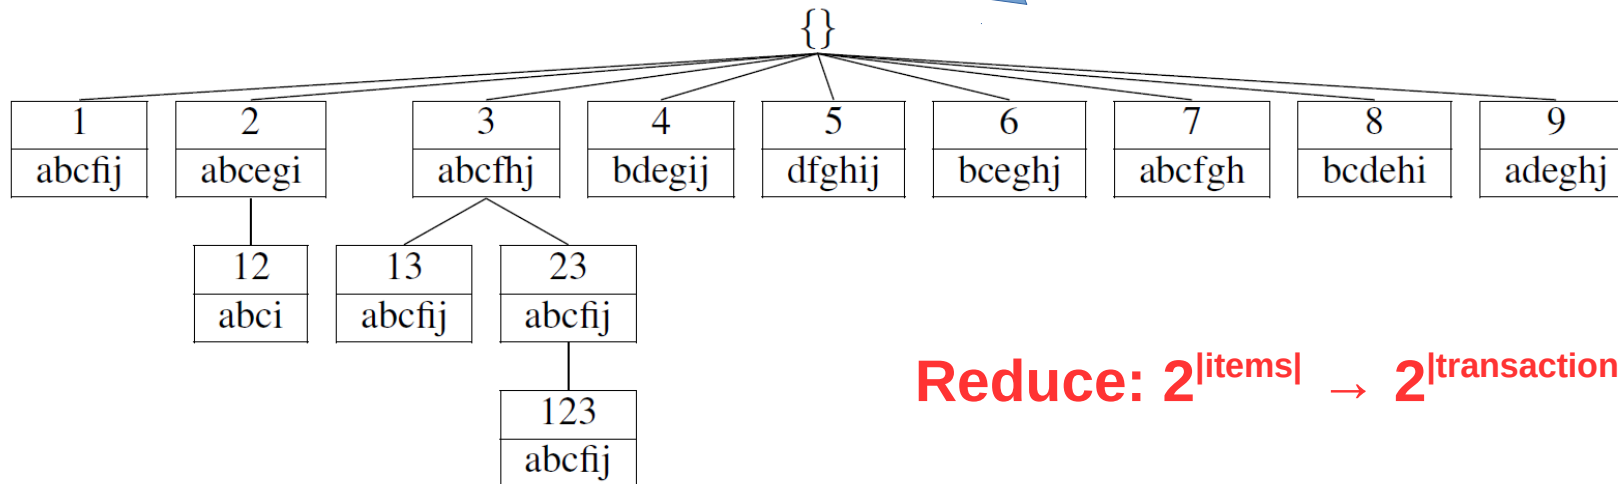 {}
1 2 3 4 5 6 7 8 9
abcfij abcegi abcfhj bdegij dfghij bceghj abcfgh bcdehi adeghj
12 13 23
abci abcfij abcfij
Reduce: 2|items| → 2|transaction
123
abcfij